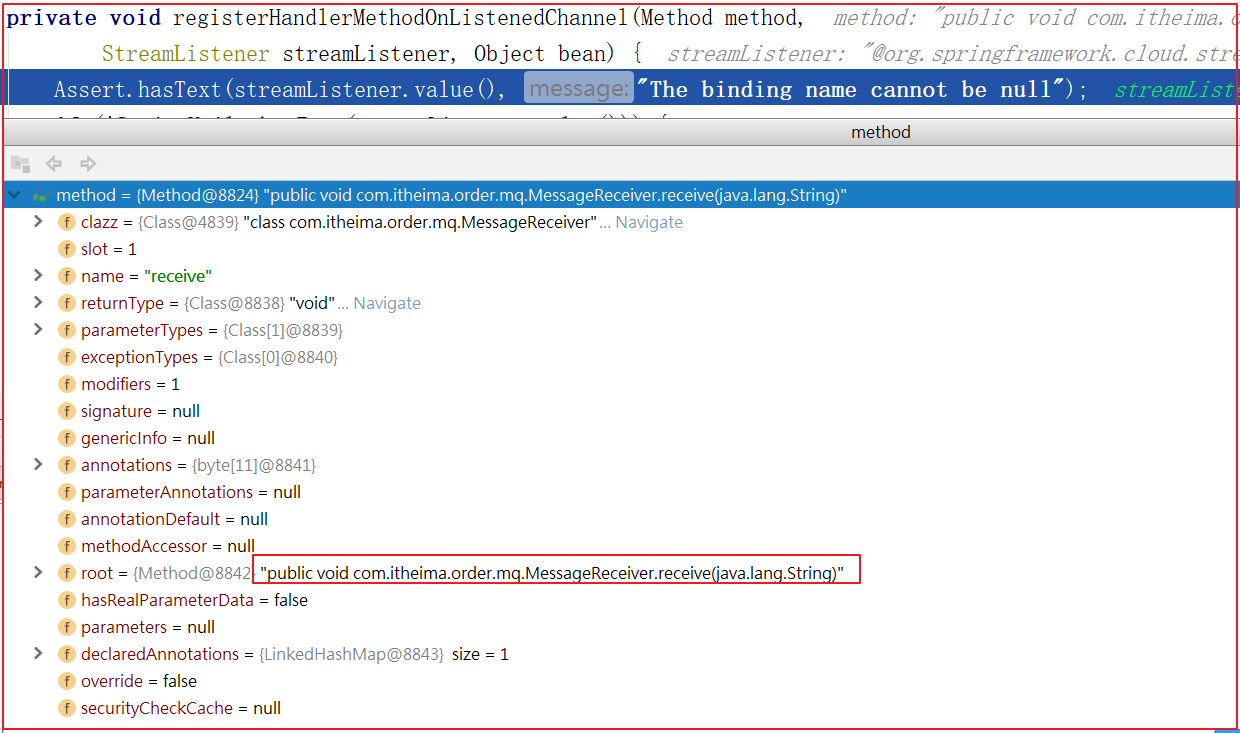 private void registerHandlerMethodOnListenedChannel(Method method, method: "public void com.itheima.o
StreamListener streamListener, Object bean) { streamListener: "@org.springframework.cloud.stre
Assert.hasText(streamListener.value(), message: "The binding name cannot be null"); streamListe
method
method = {Method@8824} "public void com.itheima.order.mq.MessageReceiver.receive(java.lang.String)"
clazz = {Class@4839} "class com.itheima.order.mq.MessageReceiver"... Navigate
slot = 1
name = "receive"
returnType = {Class@8838} "void"... Navigate
parameterTypes = {Class[1]@8839}
exceptionTypes = {Class[0]@8840}
modifiers = 1
signature = null
genericInfo = null
annotations = {byte[11]@8841}
parameterAnnotations = null
annotationDefault = null
methodAccessor = null
root = {Method@8842} "public void com.itheima.order.mq.MessageReceiver.receive(java.lang.String)"
hasRealParameterData = false
parameters = null
declaredAnnotations = {LinkedHashMap@8843} size = 1
override = false
securityCheckCache = null